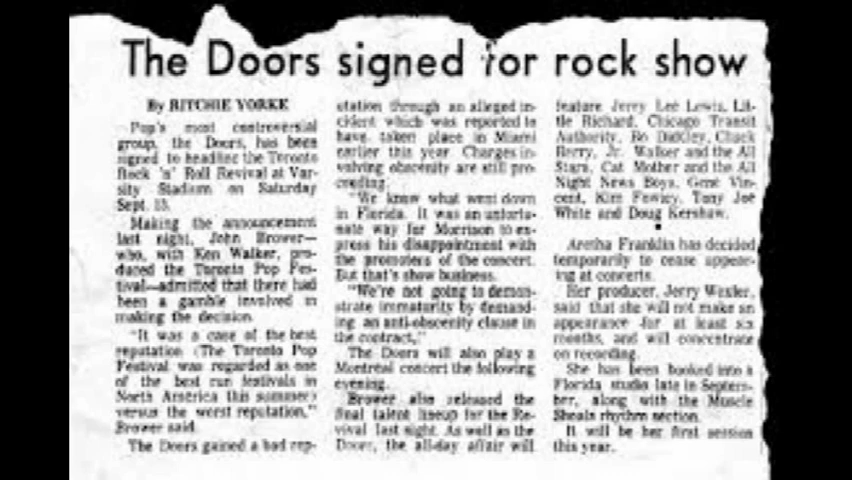 The Doors signed for rock show
By RITCHIE YORKE
Pop's most controversial
group, the Doors, has been
signed to headline the Toronto
Rock 'n' Roll Revival at Var-
sity Stadium on Saturday
Sept. 13.
Making the announcement
last night, John Brower—
who, with Ken Walker, pro-
duced the Toronto Pop Fes-
tival—admitted that there had
been a gamble involved in
making the decision.
"It was a case of the best
reputation (The Toronto Pop
Festival was regarded as one
of the best run festivals in
North America this summer)
versus the worst reputation,"
Brower said.
The Doors gained a bad rep-
utation through an alleged in-
cident which was reported to
have taken place in Miami
earlier this year. Charges in-
volving obscenity are still pro-
ceeding.
"We know what went down
in Florida. It was an unfortu-
nate way for Morrison to ex-
press his disappointment with
the promoters of the concert.
But that's show business.
"We're not going to demon-
strate immaturity by demand-
ing an anti-obscenity clause in
the contract."
The Doors will also play a
Montreal concert the following
evening.
Brower also released the
final talent lineup for the Re-
vival last night. As well as the
Doors, the all-day affair will
feature Jerry Lee Lewis, Lit-
tle Richard, Chicago Transit
Authority, Bo Diddley, Chuck
Berry, Jr. Walker and the All
Stars, Cat Mother and the All
Night News Boys, Gene Vin-
cent, Kim Fowley, Tony Joe
White and Doug Kershaw.
Aretha Franklin has decided
temporarily to cease appear-
ing at concerts.
Her producer, Jerry Wexler,
said that she will not make an
appearance for at least six
months, and will concentrate
on recording.
She has been booked into a
Florida studio late in Septem-
ber, along with the Muscle
Shoals rhythm section.
It will be her first session
this year.